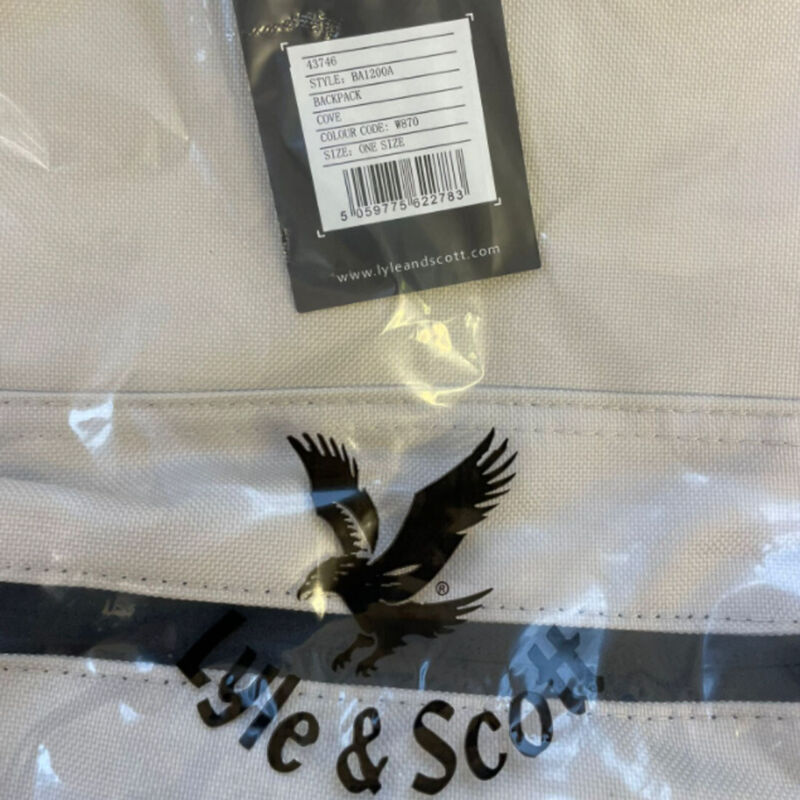 43746
STYLE: BA1200A
BACKPACK
COVE
COLOUR CODE: W870
SIZE: ONE SIZE
5 059775 622783
www.lyleandscott.com
®
Lyle & Scott